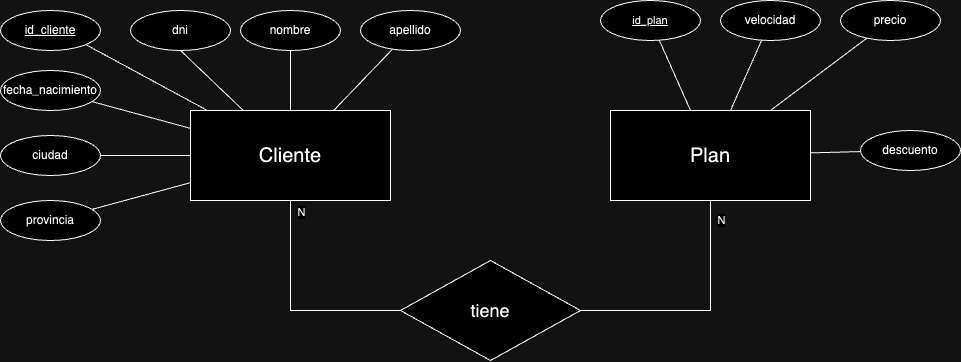 id_cliente
dni
nombre
apellido
id_plan
velocidad
precio
fecha_nacimiento
ciudad
provincia
Cliente
Plan
descuento
N
N
tiene